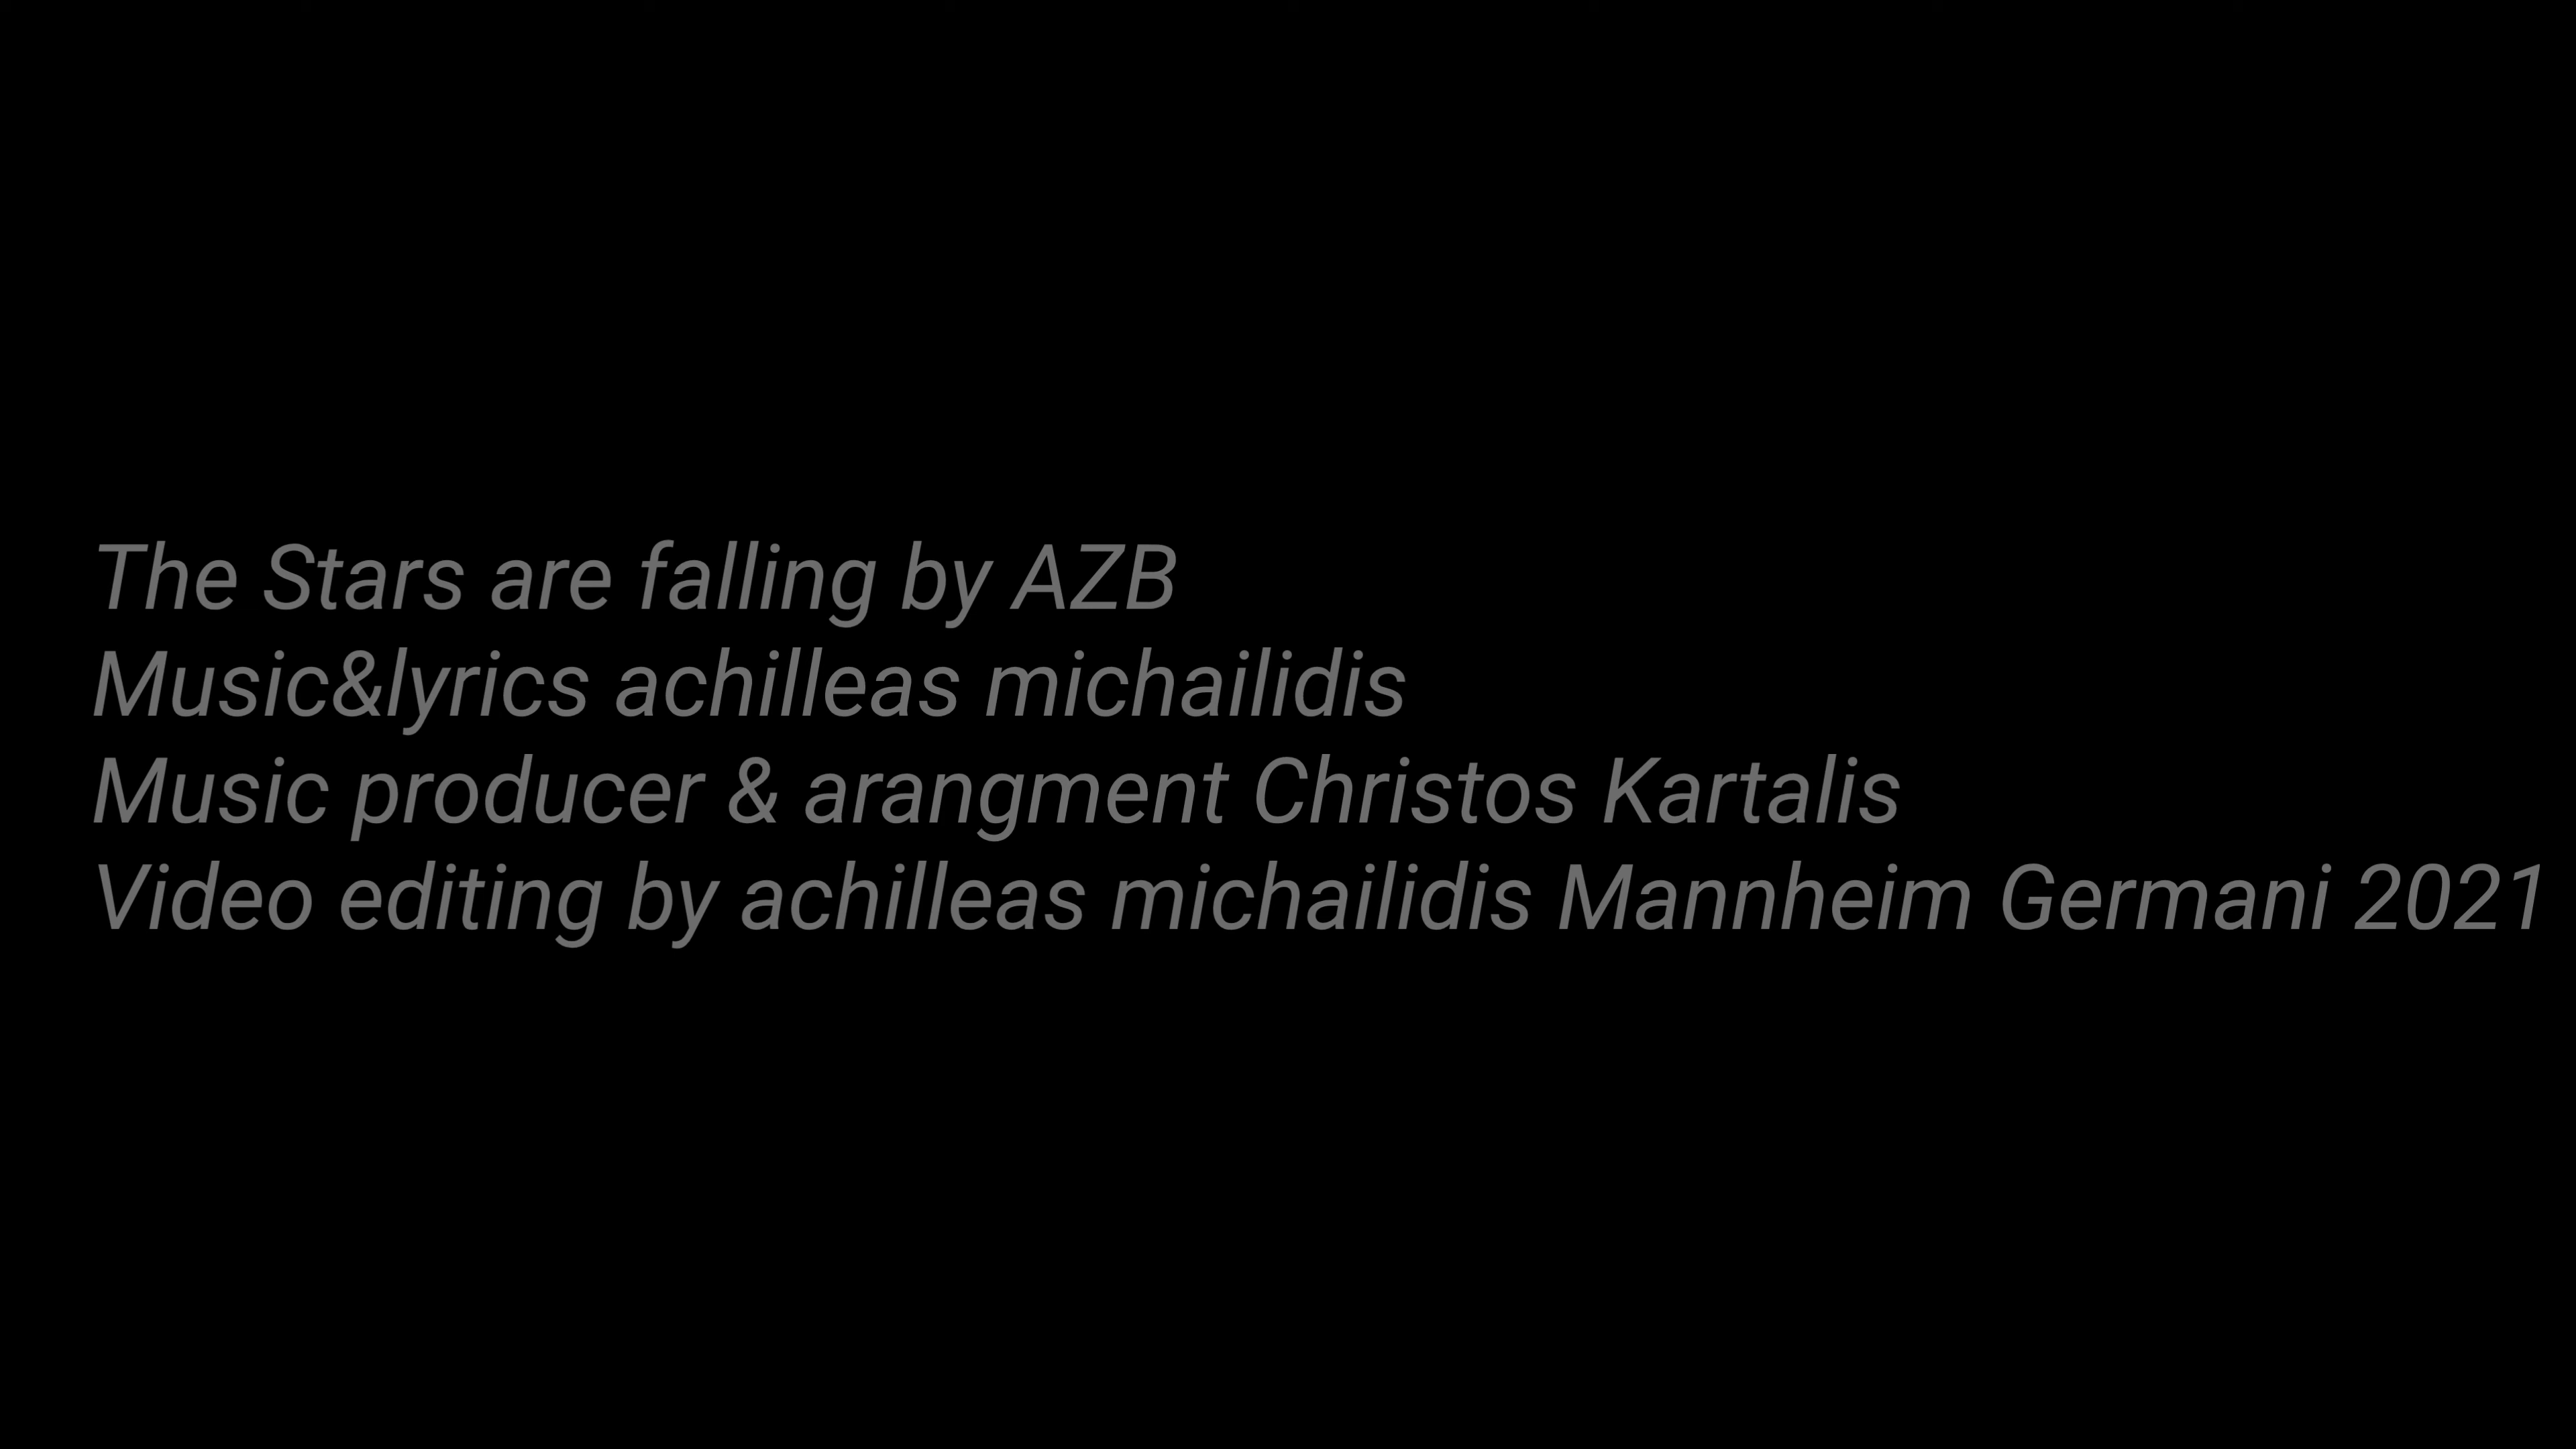 The Stars are falling by AZB
Music&lyrics achilleas michailidis
Music producer & arangment Christos Kartalis
Video editing by achilleas michailidis Mannheim Germani 2021